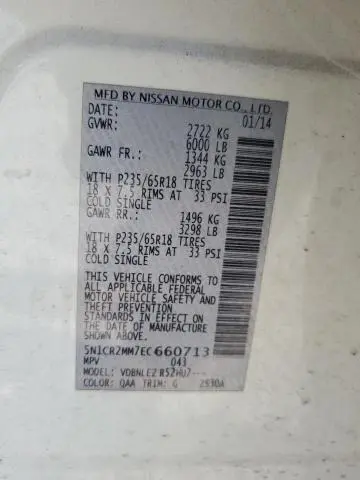 MFD BY NISSAN MOTOR CO., LTD.
DATE: 01/14
GVWR: 2722 KG
6000 LB
GAWR FR.: 1344 KG
2963 LB
WITH P235/65R18 TIRES
18 X 7.5 RIMS AT 33 PSI
COLD SINGLE
GAWR RR.: 1496 KG
3298 LB
WITH P235/65R18 TIRES
18 X 7.5 RIMS AT 33 PSI
COLD SINGLE
THIS VEHICLE CONFORMS TO
ALL APPLICABLE FEDERAL
MOTOR VEHICLE SAFETY AND
THEFT PREVENTION
STANDARDS IN EFFECT ON
THE DATE OF MANUFACTURE
SHOWN ABOVE.
5N1CR2MM7EC660713
MPV 043
MODEL:
COLOR: QAA TRIM: G